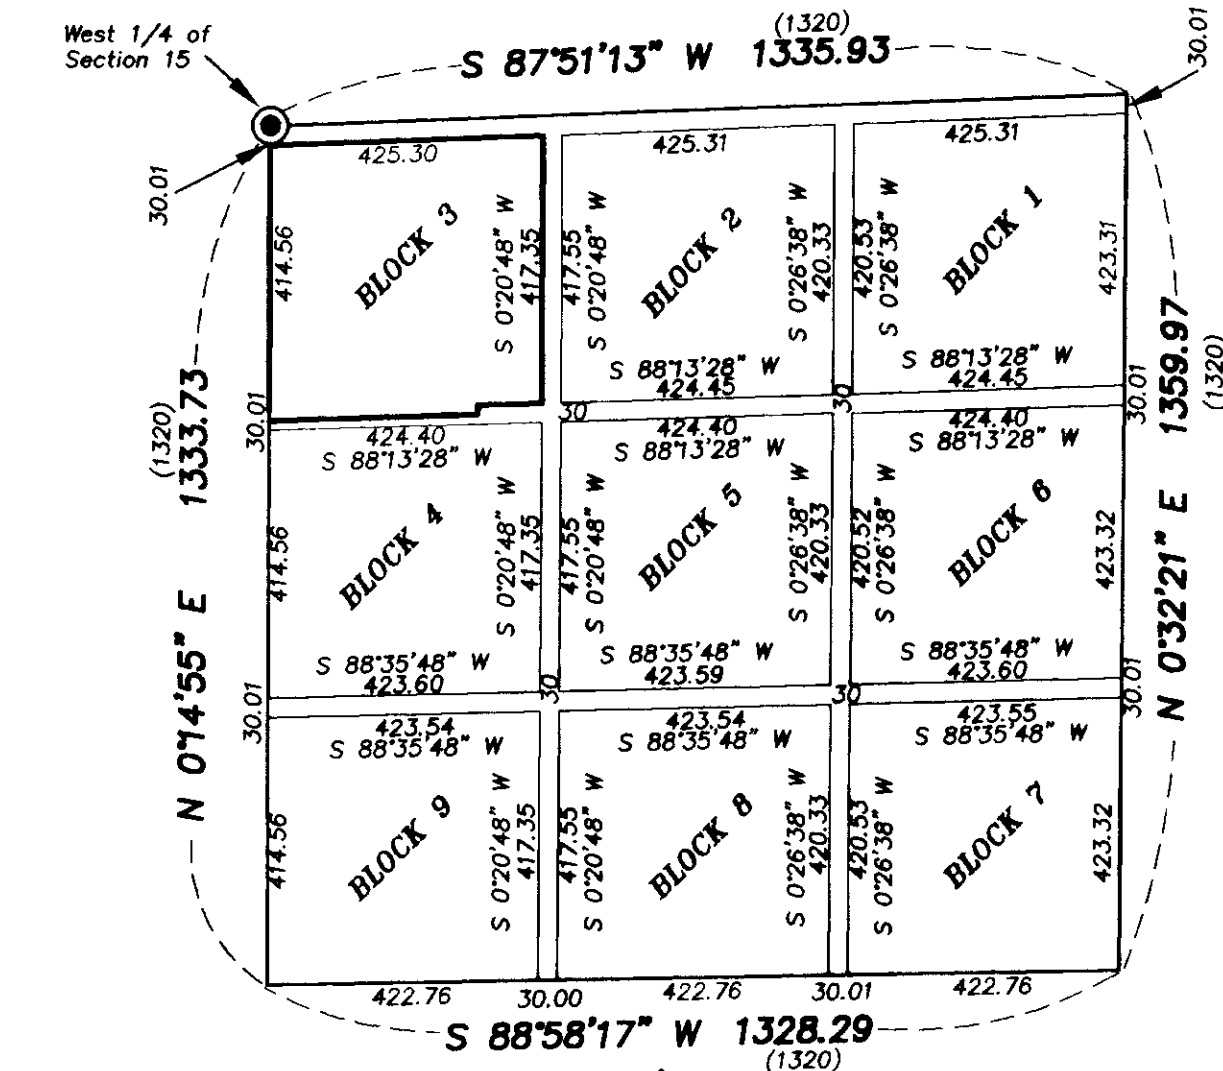 West 1/4 of
Section 15
(1320)
S 87°51'13" W 1335.93
30.01
30.01
425.30
425.31
425.31
414.56
BLOCK 3
S 0°20'48" W
417.35
417.55
S 0°20'48" W
BLOCK 2
S 0°26'38" W
420.33
420.53
S 0°26'38" W
BLOCK 1
423.31
S 88°13'28" W
424.45
S 88°13'28" W
424.45
(1320)
N 0°14'55" E 1333.73
N 0°32'21" E 1359.97
(1320)
30.01
30
30
30.01
424.40
S 88°13'28" W
424.40
S 88°13'28" W
424.40
S 88°13'28" W
414.56
BLOCK 4
S 0°20'48" W
417.35
417.55
S 0°20'48" W
BLOCK 5
S 0°26'38" W
420.33
420.52
S 0°26'38" W
BLOCK 6
423.32
S 88°35'48" W
423.60
S 88°35'48" W
423.59
S 88°35'48" W
423.60
30.01
30
30
30.01
423.54
S 88°35'48" W
423.54
S 88°35'48" W
423.55
S 88°35'48" W
414.56
BLOCK 9
S 0°20'48" W
417.35
417.55
S 0°20'48" W
BLOCK 8
S 0°26'38" W
420.33
420.53
S 0°26'38" W
BLOCK 7
423.32
422.76
30.00
422.76
30.01
422.76
S 88°58'17" W 1328.29
(1320)